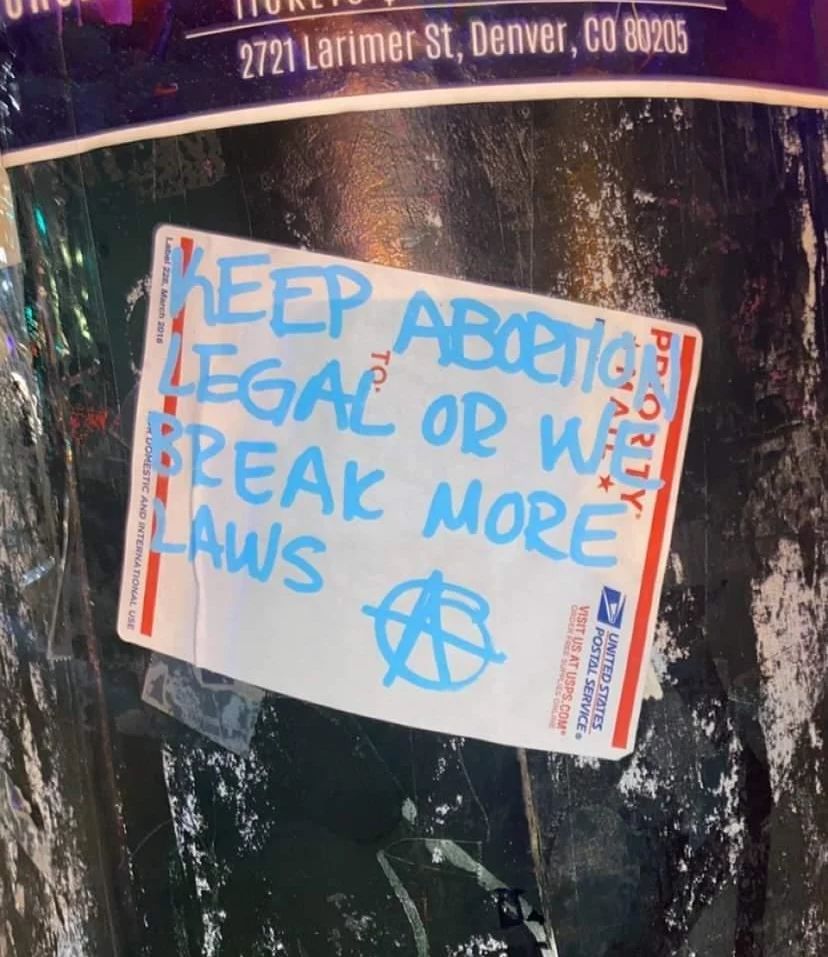 2721 Larimer St, Denver, CO 80205
KEEP ABORTION
LEGAL OR WE
BREAK MORE
LAWS
TO:
PRIORITY
★ MAIL ★
UNITED STATES
POSTAL SERVICE®
VISIT US AT USPS.COM®
ORDER FREE SUPPLIES ONLINE
Label 228, March 2016
FOR DOMESTIC AND INTERNATIONAL USE